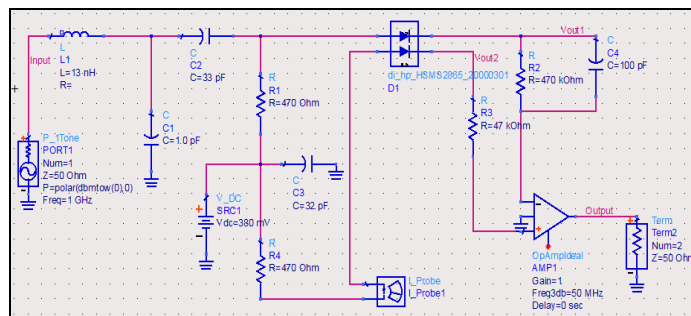 L
L1
L=13 nH
R=
Input
C
C2
C=33 pF
C
C1
C=1.0 pF
P_1Tone
PORT1
Num=1
Z=50 Ohm
P=polar(dbmtow(0),0)
Freq=1 GHz
R
R1
R=470 Ohm
C
C3
C=32 pF
V_DC
SRC1
Vdc=380 mV
R
R4
R=470 Ohm
I_Probe
I_Probe1
di_hp_HSMS2865_20000301
D1
Vout2
R
R3
R=47 kOhm
Vout1
R
R2
R=470 kOhm
C
C4
C=100 pF
Output
OpAmpIdeal
AMP1
Gain=1
Freq3db=50 MHz
Delay=0 sec
Term
Term2
Num=2
Z=50 Ohm